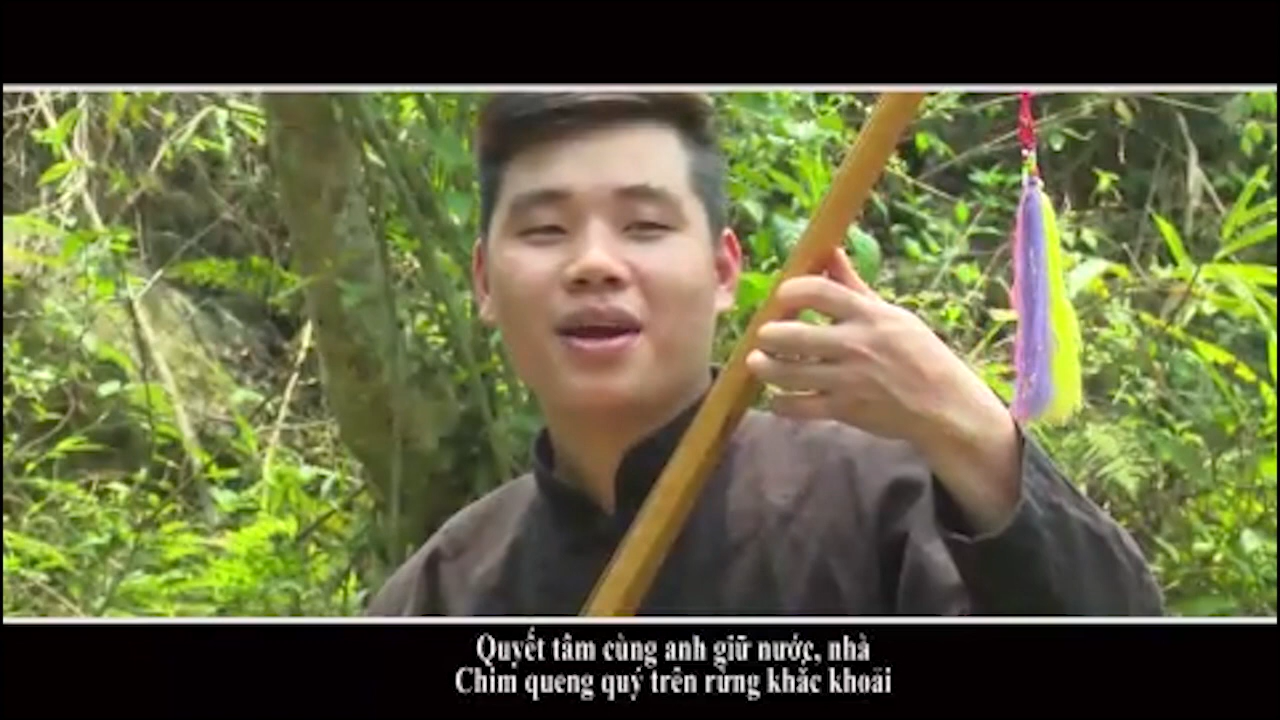 Quyết tâm cùng anh giữ nước, nhà
Chim queng quý trên rừng khắc khoải